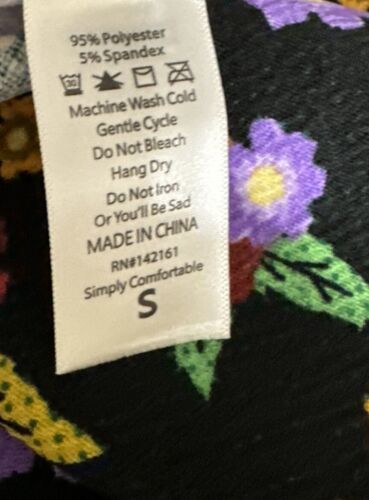 95% Polyester
5% Spandex
30
Machine Wash Cold
Gentle Cycle
Do Not Bleach
Hang Dry
Do Not Iron
Or You'll Be Sad
MADE IN CHINA
RN#142161
Simply Comfortable
S